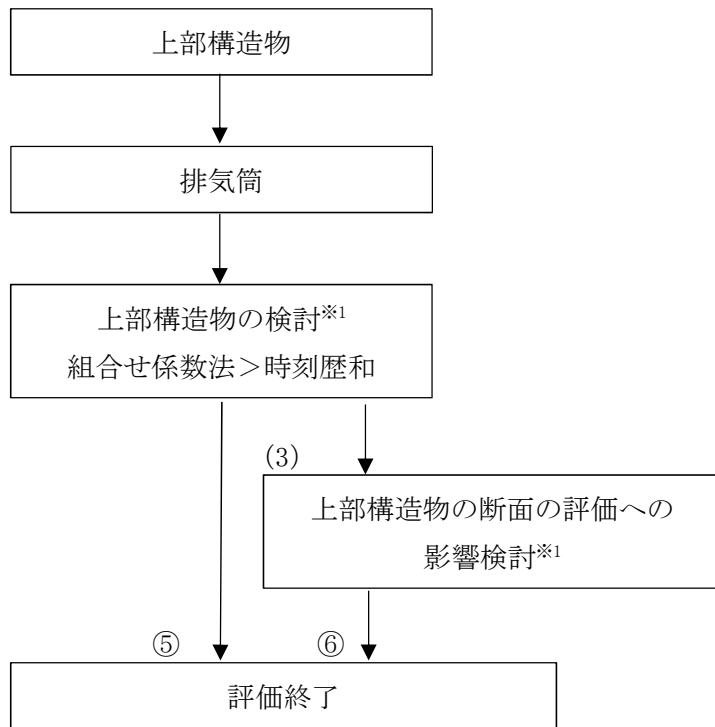 上部構造物
排気筒
上部構造物の検討※1
組合せ係数法＞時刻歴和
(3)
上部構造物の断面の評価への
影響検討※1
⑤
⑥
評価終了